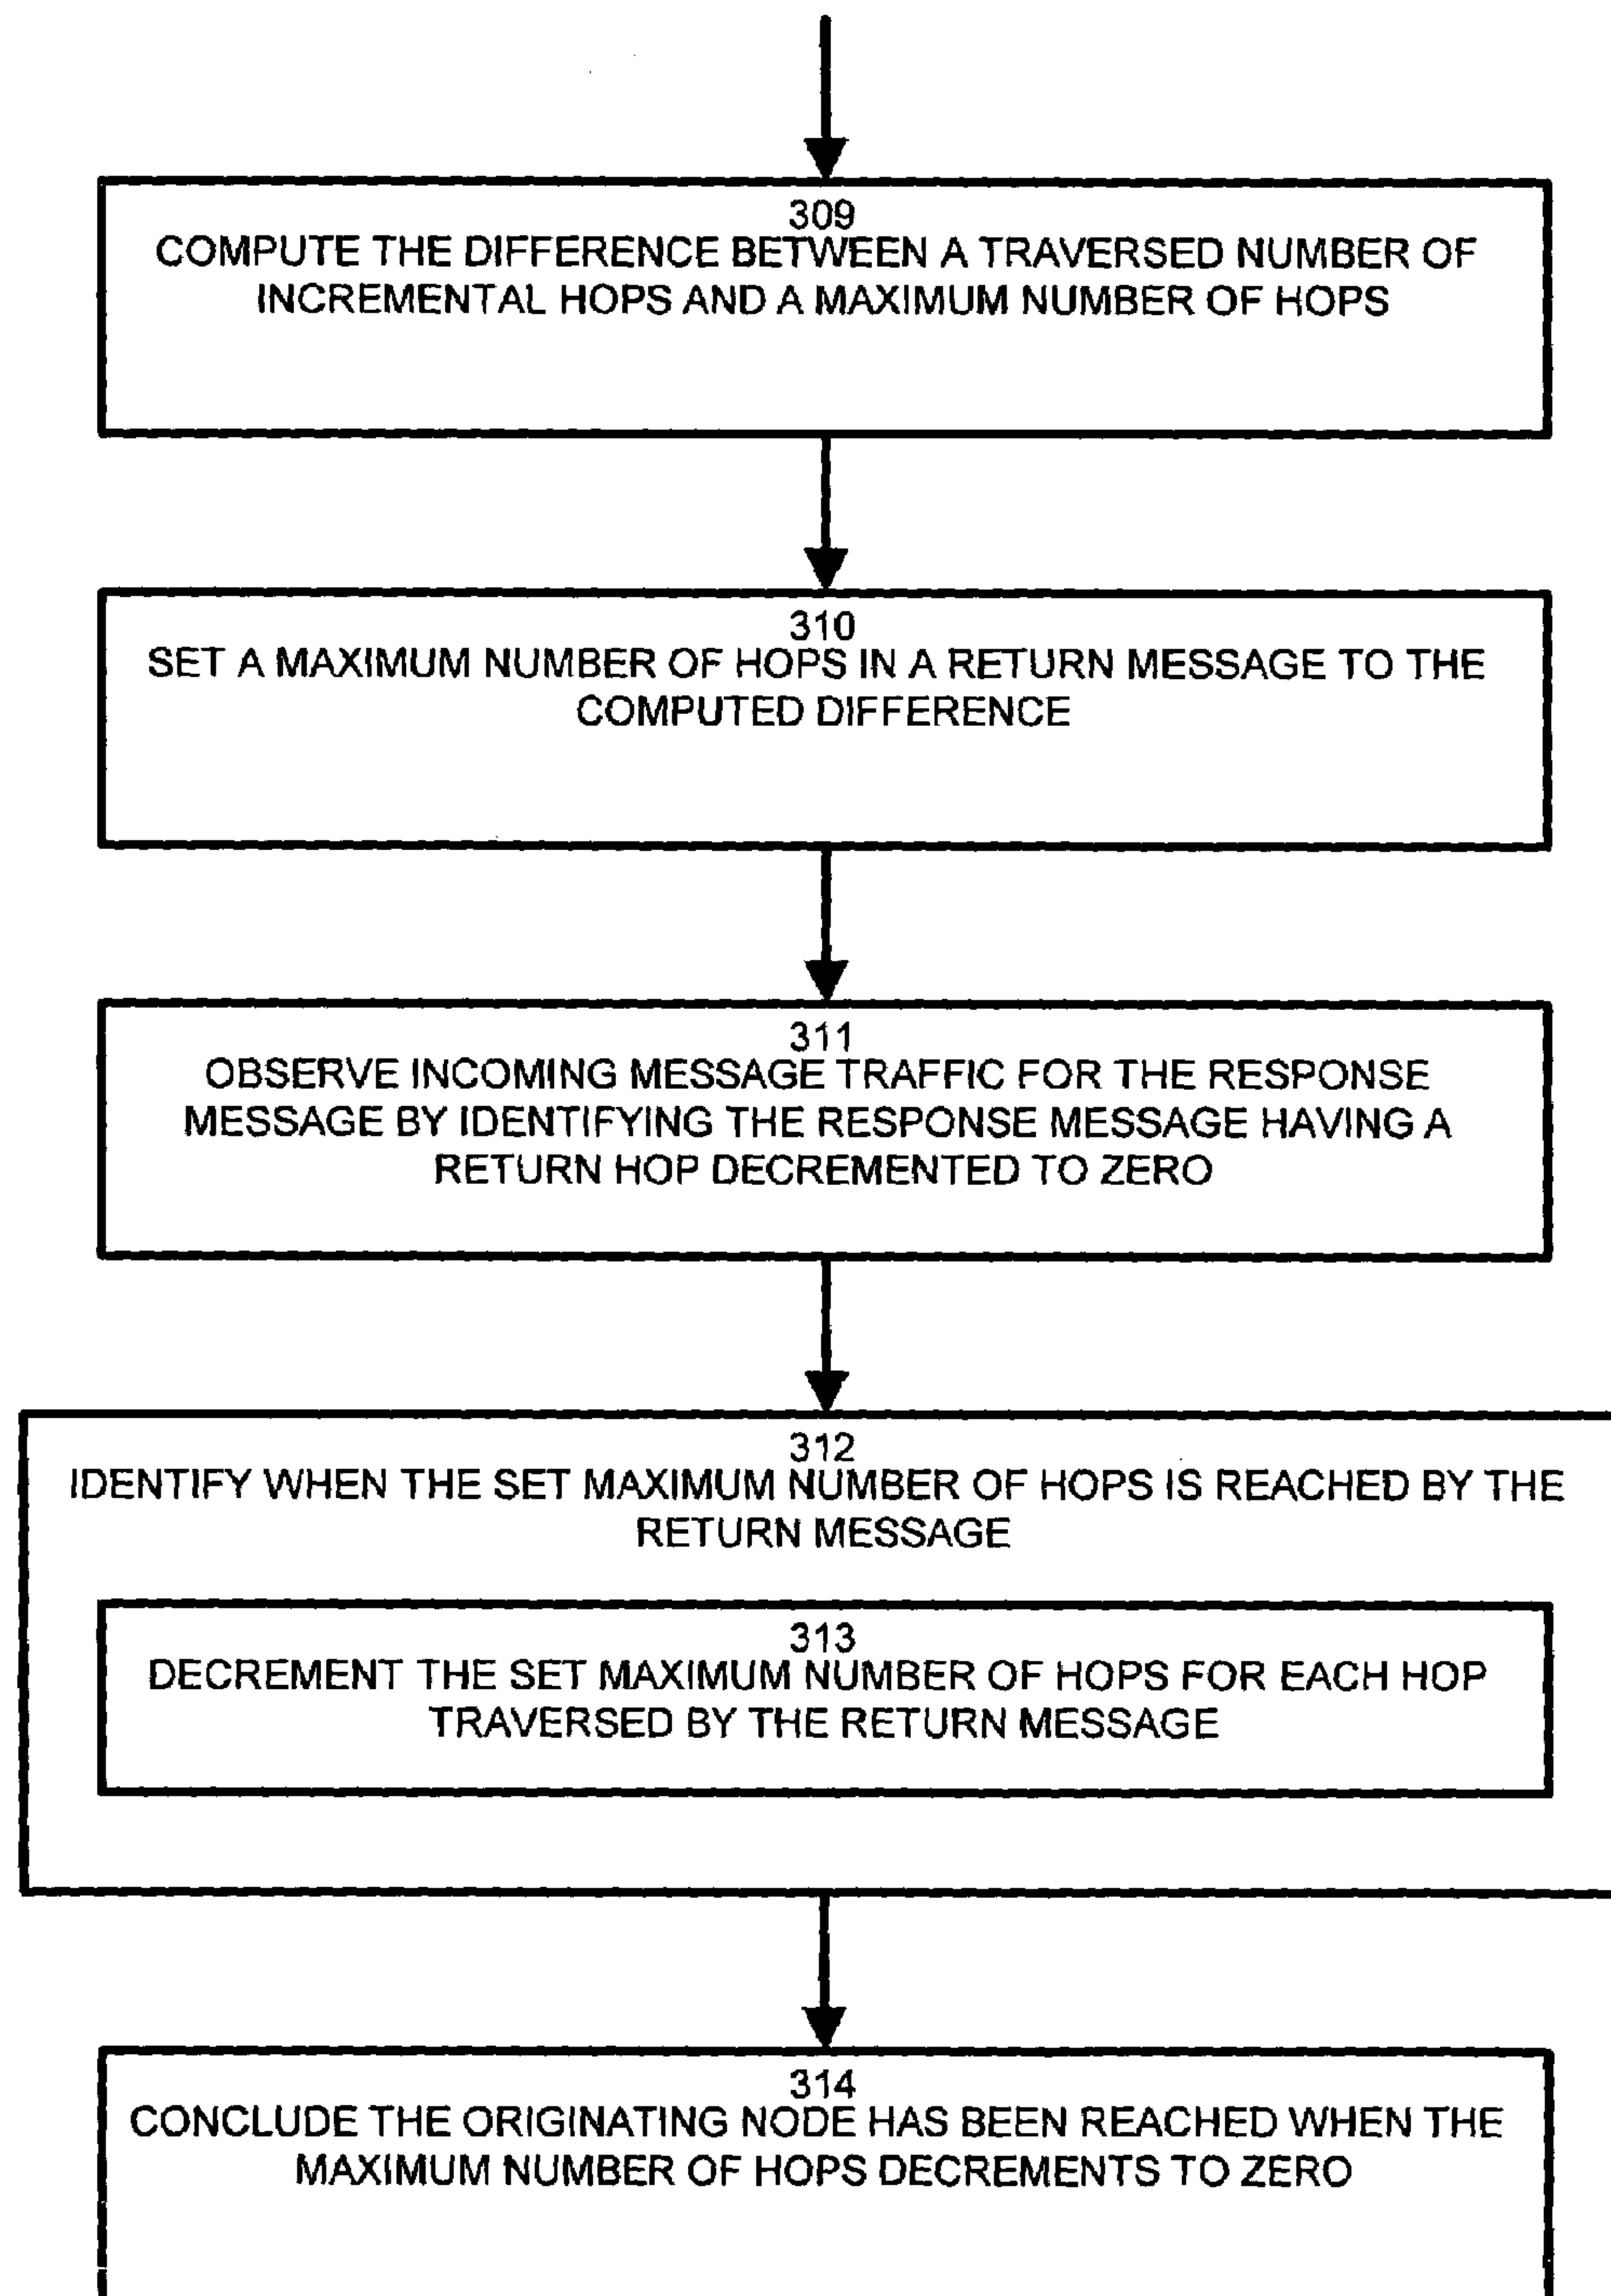 309
COMPUTE THE DIFFERENCE BETWEEN A TRAVERSED NUMBER OF
INCREMENTAL HOPS AND A MAXIMUM NUMBER OF HOPS
310
SET A MAXIMUM NUMBER OF HOPS IN A RETURN MESSAGE TO THE
COMPUTED DIFFERENCE
311
OBSERVE INCOMING MESSAGE TRAFFIC FOR THE RESPONSE
MESSAGE BY IDENTIFYING THE RESPONSE MESSAGE HAVING A
RETURN HOP DECREMENTED TO ZERO
312
IDENTIFY WHEN THE SET MAXIMUM NUMBER OF HOPS IS REACHED BY THE
RETURN MESSAGE
313
DECREMENT THE SET MAXIMUM NUMBER OF HOPS FOR EACH HOP
TRAVERSED BY THE RETURN MESSAGE
314
CONCLUDE THE ORIGINATING NODE HAS BEEN REACHED WHEN THE
MAXIMUM NUMBER OF HOPS DECREMENTS TO ZERO